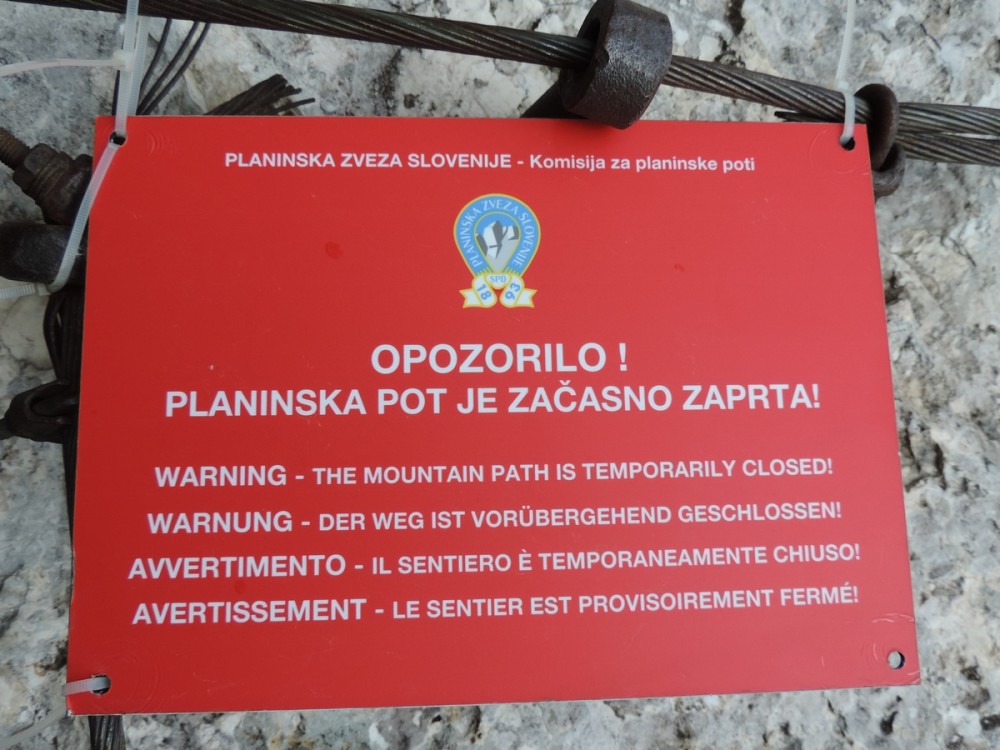 PLANINSKA ZVEZA SLOVENIJE - Komisija za planinske poti
PLANINSKA ZVEZA SLOVENIJE
SPD
1893
OPOZORILO !
PLANINSKA POT JE ZAČASNO ZAPRTA!
WARNING - THE MOUNTAIN PATH IS TEMPORARILY CLOSED!
WARNUNG - DER WEG IST VORÜBERGEHEND GESCHLOSSEN!
AVVERTIMENTO - IL SENTIERO È TEMPORANEAMENTE CHIUSO!
AVERTISSEMENT - LE SENTIER EST PROVISOIREMENT FERMÉ!